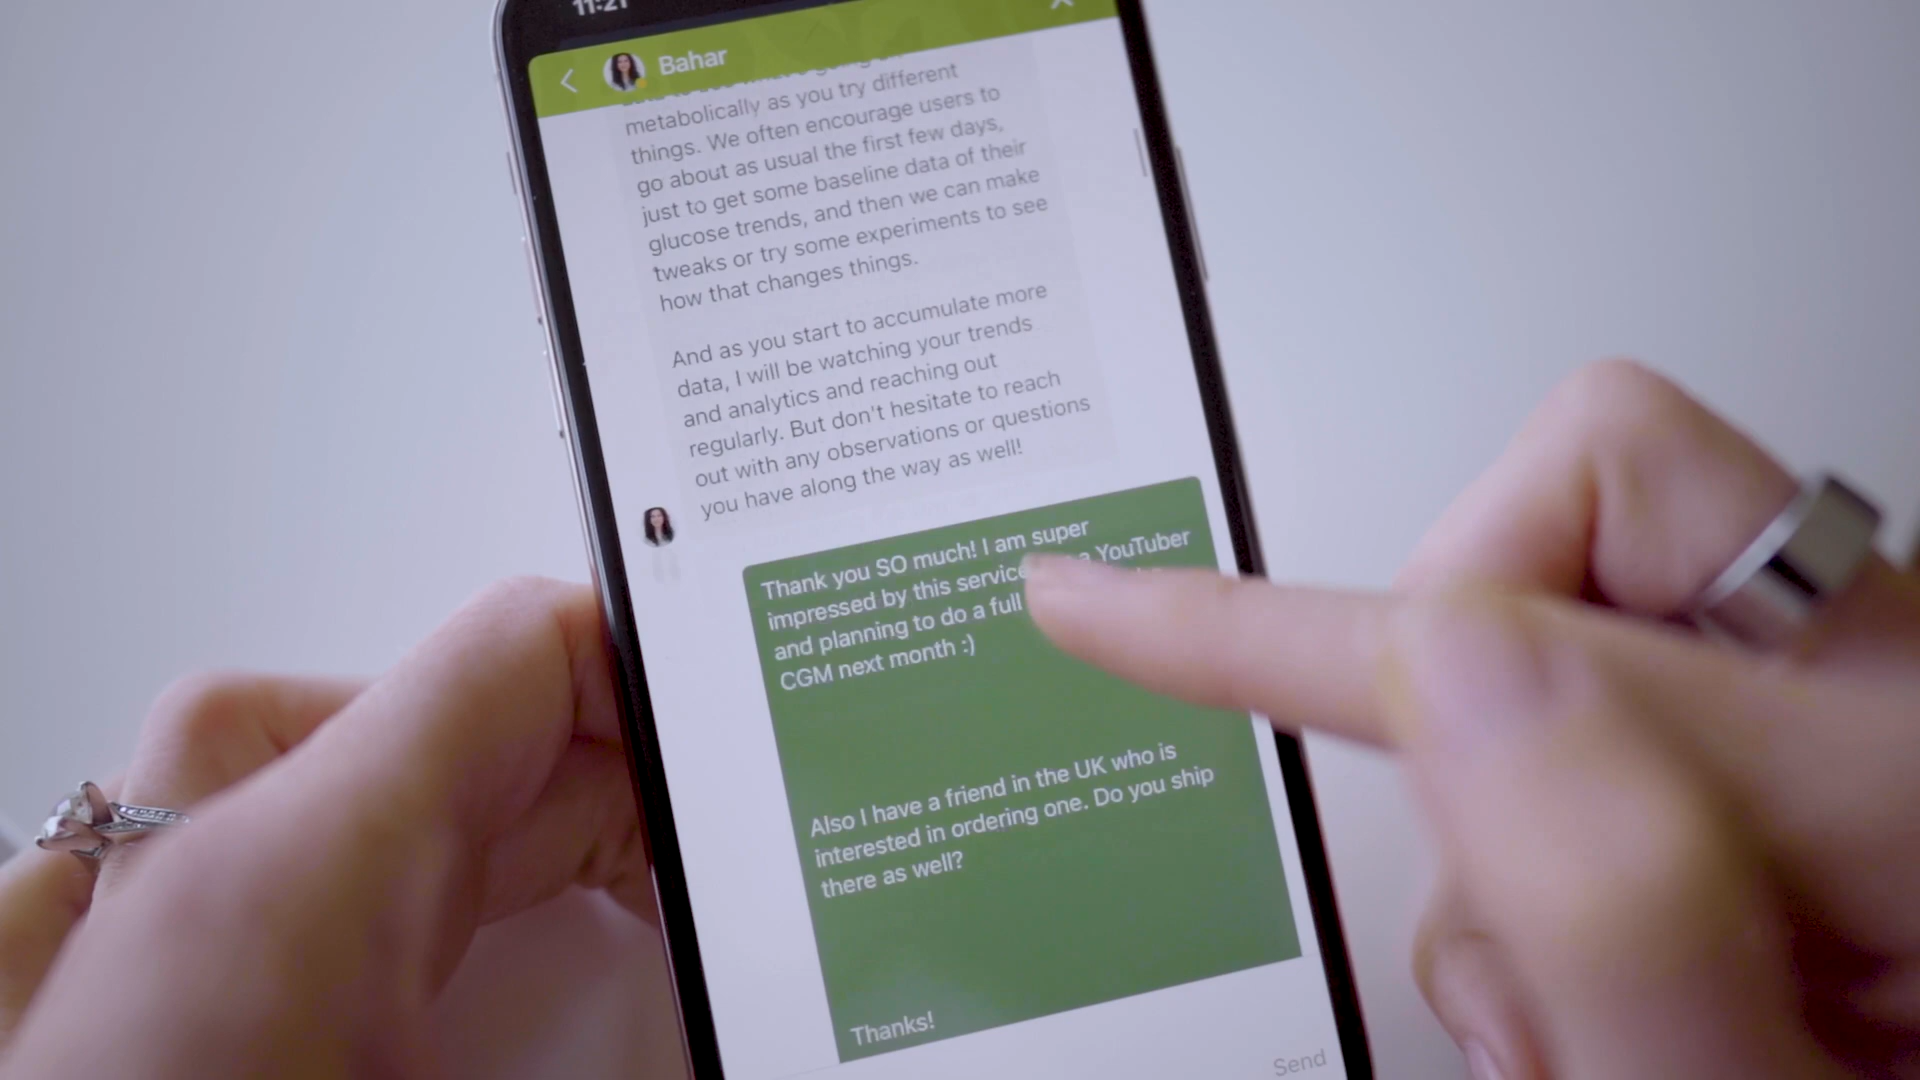 11:21
Bahar
metabolically as you try different
things. We often encourage users to
go about as usual the first few days,
just to get some baseline data of their
glucose trends, and then we can make
tweaks or try some experiments to see
how that changes things.
And as you start to accumulate more
data, I will be watching your trends
and analytics and reaching out
regularly. But don't hesitate to reach
out with any observations or questions
you have along the way as well!
Thank you SO much! I am super
impressed by this service a YouTuber
and planning to do a full
CGM next month :)
Also I have a friend in the UK who is
interested in ordering one. Do you ship
there as well?
Thanks!
Send